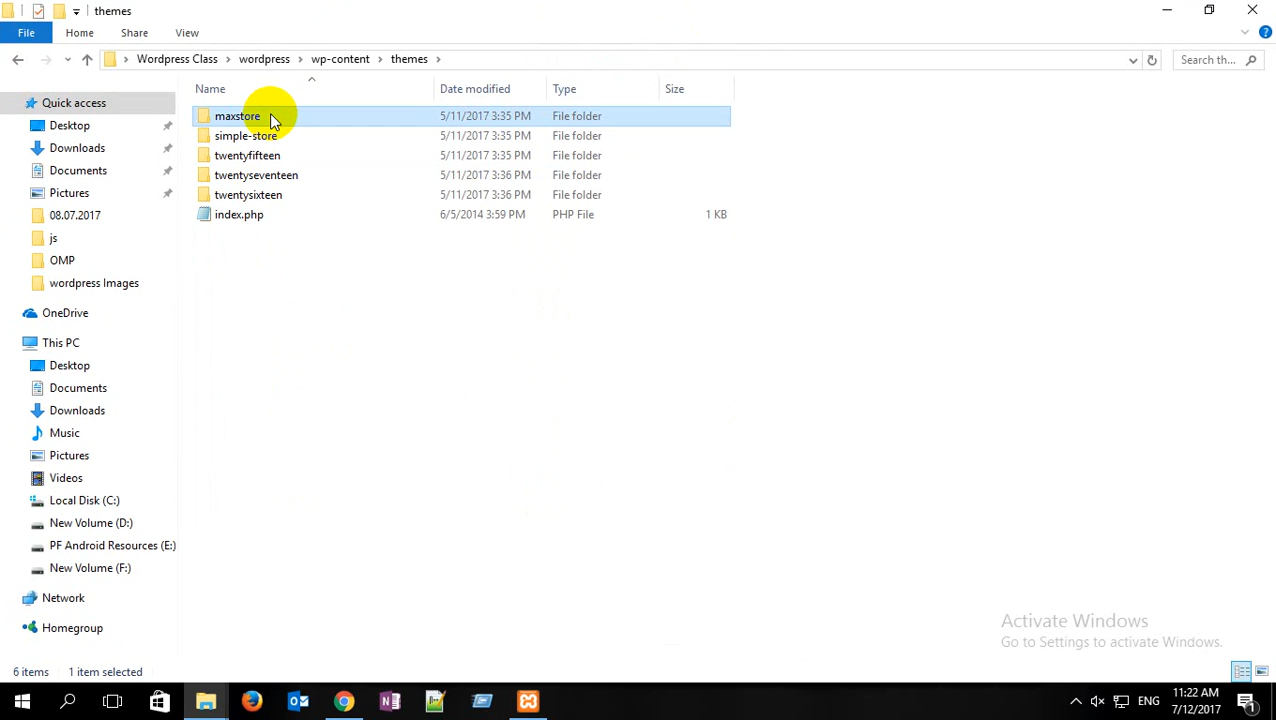 themes
File Home Share View
Wordpress Class wordpress wp-content themes Search th...
Name Date modified Type Size
Quick access
Desktop
Downloads
Documents
Pictures
08.07.2017
js
OMP
wordpress Images
OneDrive
This PC
Desktop
Documents
Downloads
Music
Pictures
Videos
Local Disk (C:)
New Volume (D:)
PF Android Resources (E:)
New Volume (F:)
Network
Homegroup
maxstore 5/11/2017 3:35 PM File folder
simple-store 5/11/2017 3:35 PM File folder
twentyfifteen 5/11/2017 3:35 PM File folder
twentyseventeen 5/11/2017 3:36 PM File folder
twentysixteen 5/11/2017 3:36 PM File folder
index.php 6/5/2014 3:59 PM PHP File 1 KB
Activate Windows
Go to Settings to activate Windows.
6 items 1 item selected
ENG
11:22 AM
7/12/2017
1